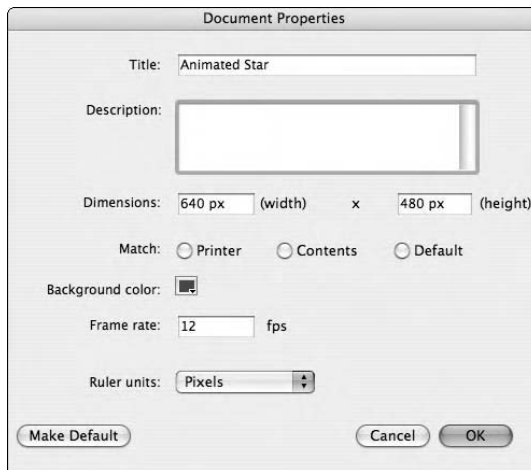 Document Properties
Title: Animated Star
Description:
Dimensions: 640 px (width) x 480 px (height)
Match: Printer Contents Default
Background color:
Frame rate: 12 fps
Ruler units: Pixels
Make Default Cancel OK